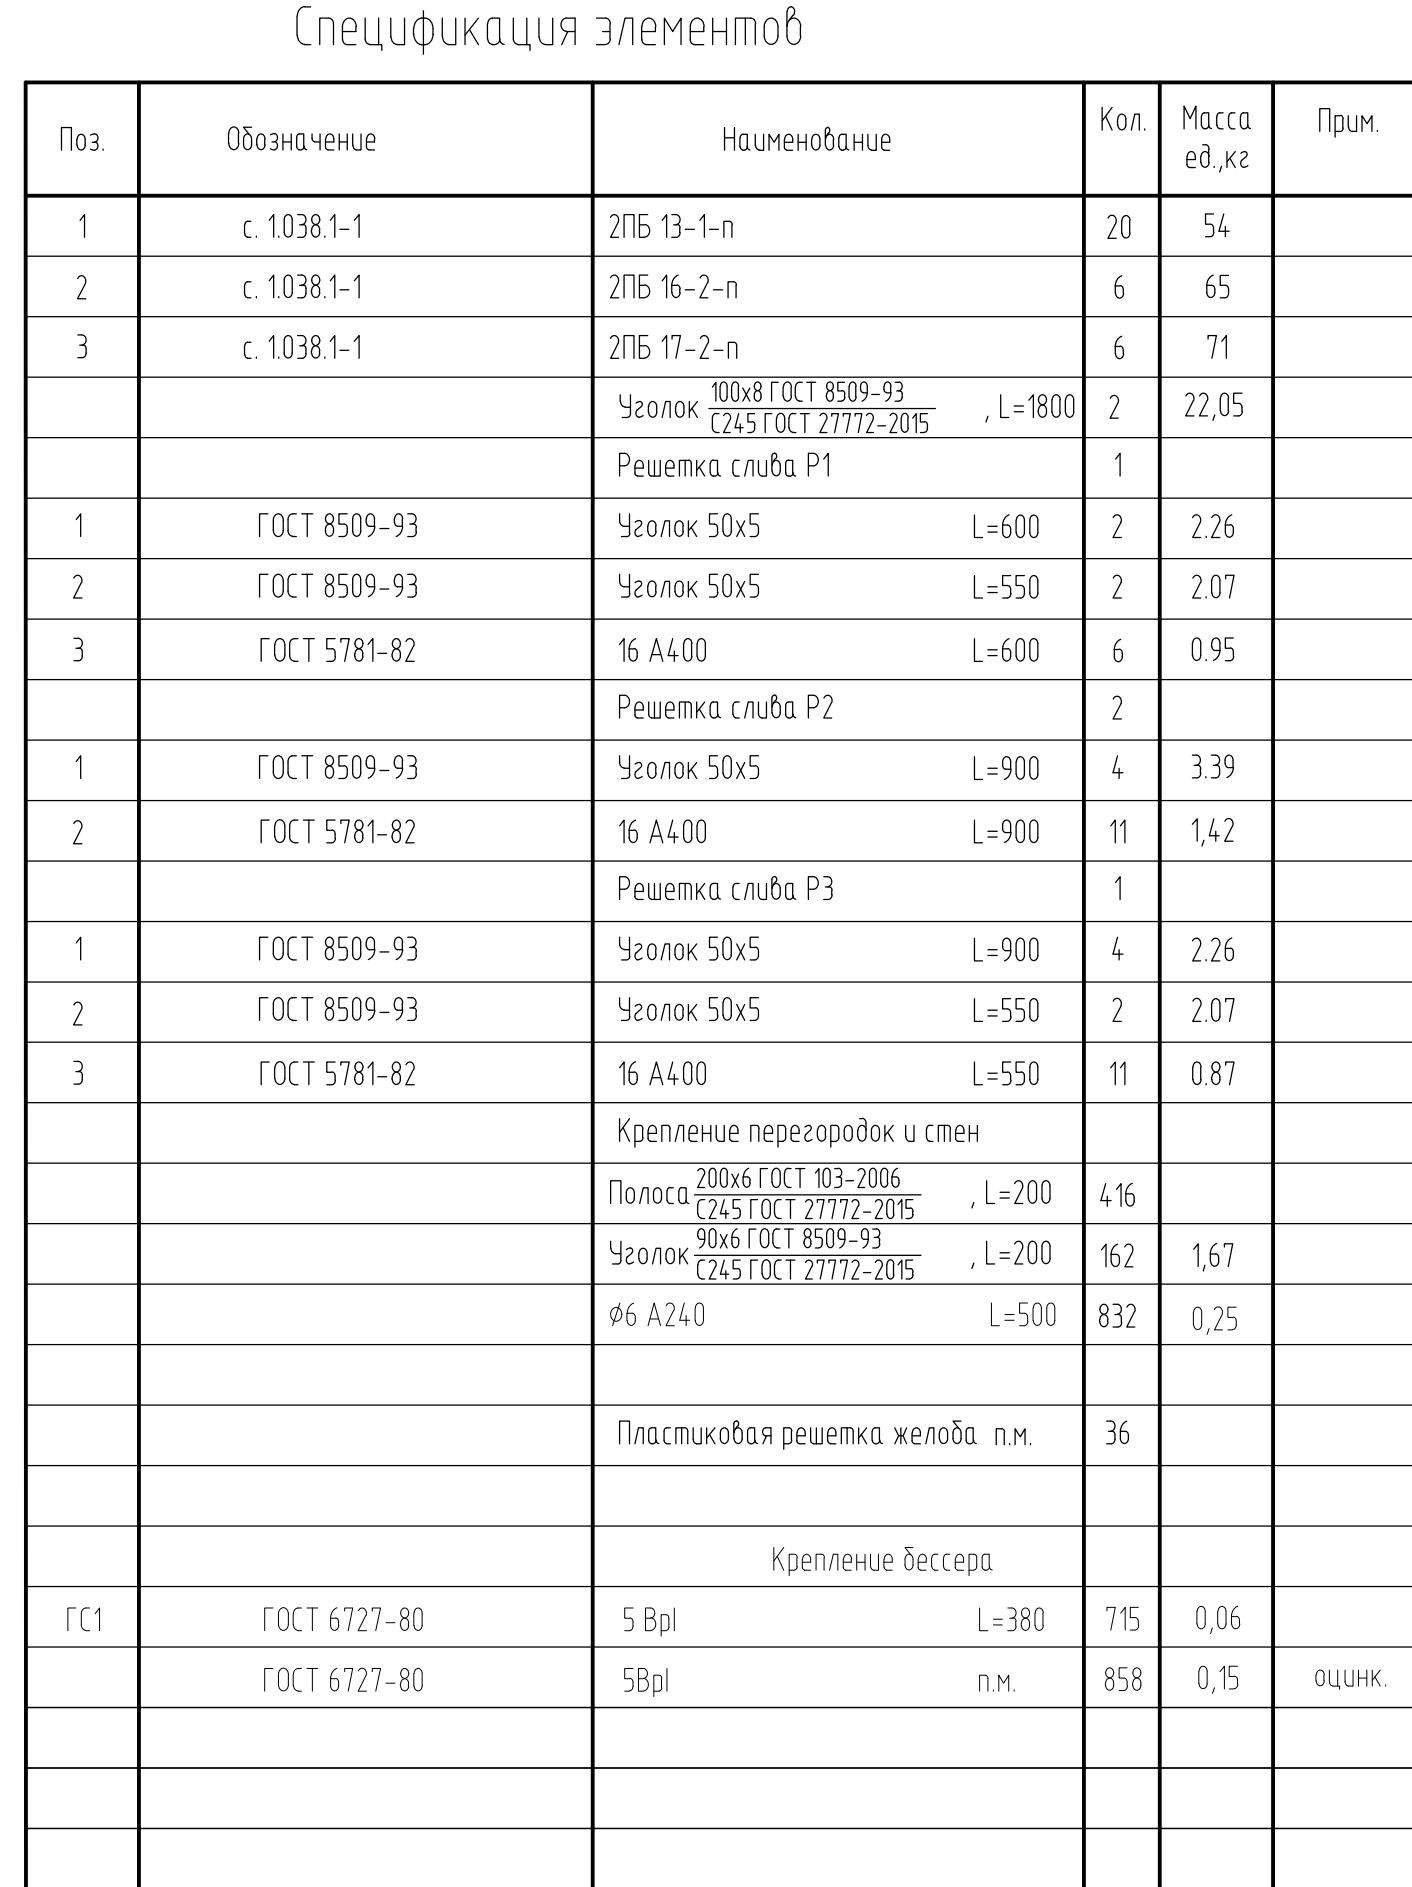 Спецификация элементов
Поз. Обозначение Наименование Кол. Масса ед.,кг Прим.
1 с. 1.038.1-1 2ПБ 13-1-п 20 54
2 с. 1.038.1-1 2ПБ 16-2-п 6 65
3 с. 1.038.1-1 2ПБ 17-2-п 6 71
Уголок 100х8 ГОСТ 8509-93 / С245 ГОСТ 27772-2015 , L=1800 2 22,05
Решетка слива Р1 1
1 ГОСТ 8509-93 Уголок 50х5 L=600 2 2.26
2 ГОСТ 8509-93 Уголок 50х5 L=550 2 2.07
3 ГОСТ 5781-82 16 А400 L=600 6 0.95
Решетка слива Р2 2
1 ГОСТ 8509-93 Уголок 50х5 L=900 4 3.39
2 ГОСТ 5781-82 16 А400 L=900 11 1,42
Решетка слива Р3 1
1 ГОСТ 8509-93 Уголок 50х5 L=900 4 2.26
2 ГОСТ 8509-93 Уголок 50х5 L=550 2 2.07
3 ГОСТ 5781-82 16 А400 L=550 11 0.87
Крепление перегородок и стен
Полоса 200х6 ГОСТ 103-2006 / С245 ГОСТ 27772-2015 , L=200 416
Уголок 90х6 ГОСТ 8509-93 / С245 ГОСТ 27772-2015 , L=200 162 1,67
⌀6 А240 L=500 832 0,25
Пластиковая решетка желоба п.м. 36
Крепление бессера
ГС1 ГОСТ 6727-80 5 ВрI L=380 715 0,06
ГОСТ 6727-80 5ВрI п.м. 858 0,15 оцинк.